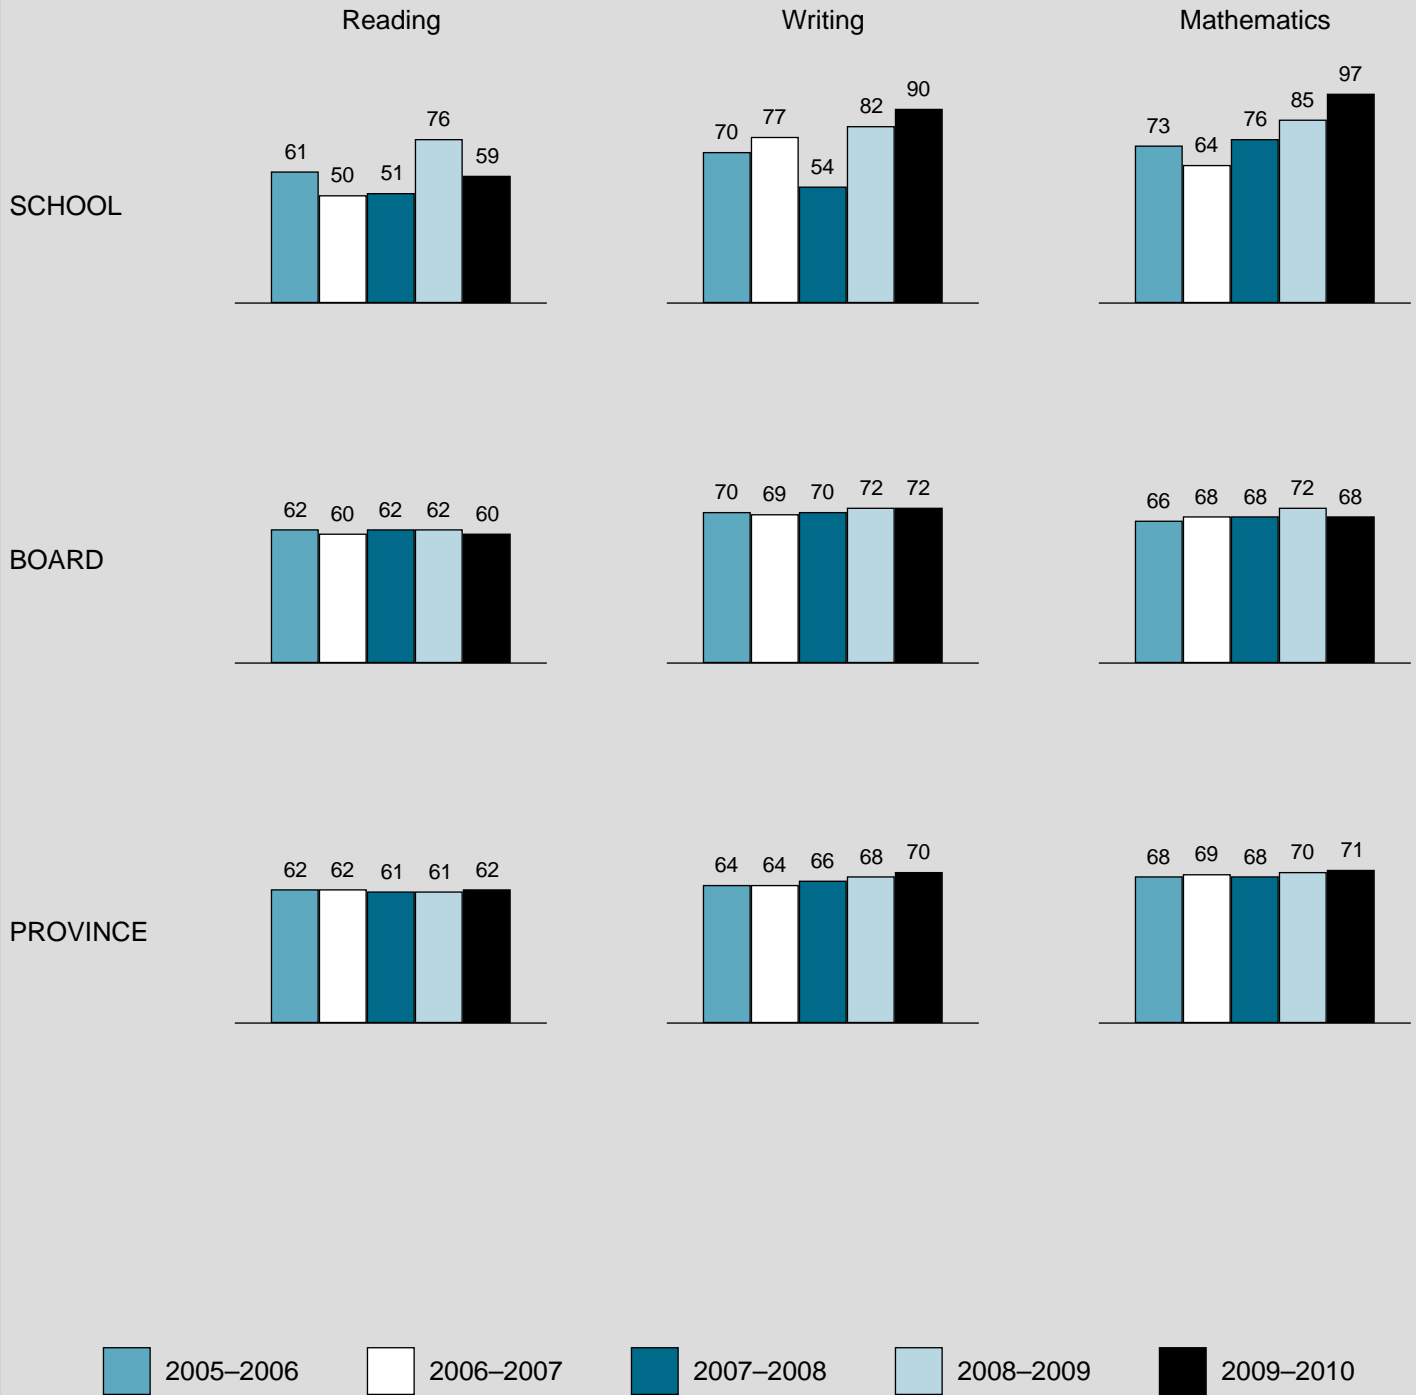 Reading Writing Mathematics
SCHOOL
61 50 51 76 59
70 77 54 82 90
73 64 76 85 97
BOARD
62 60 62 62 60
70 69 70 72 72
66 68 68 72 68
PROVINCE
62 62 61 61 62
64 64 66 68 70
68 69 68 70 71
2005–2006 2006–2007 2007–2008 2008–2009 2009–2010